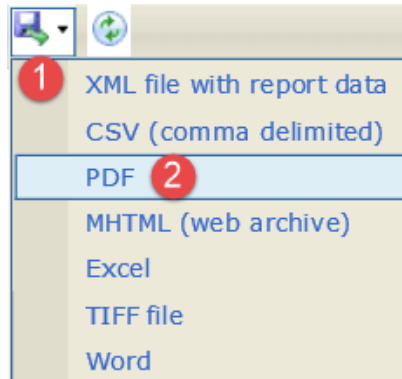 1
XML file with report data
CSV (comma delimited)
PDF 2
MHTML (web archive)
Excel
TIFF file
Word